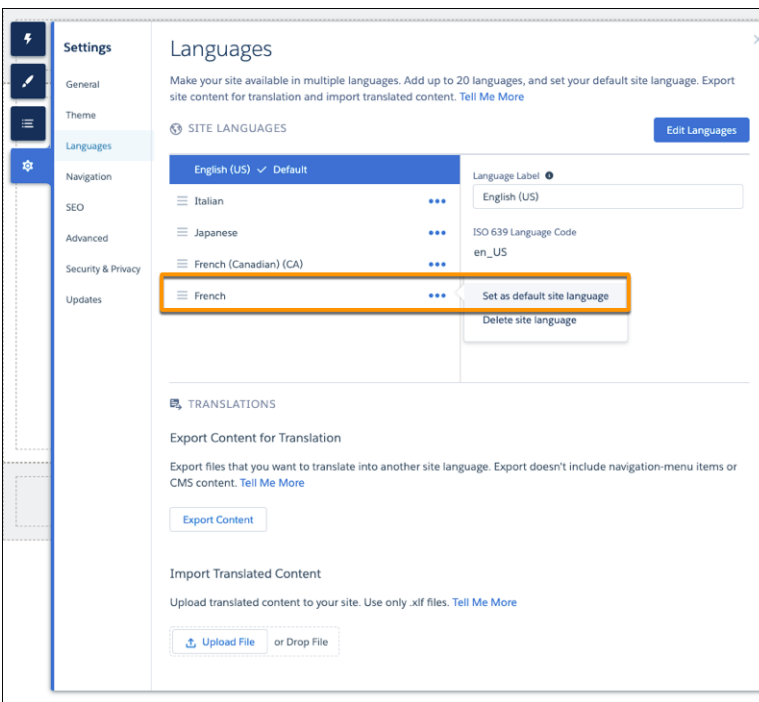 Settings
General
Theme
Languages
Navigation
SEO
Advanced
Security & Privacy
Updates
Languages
Make your site available in multiple languages. Add up to 20 languages, and set your default site language. Export
site content for translation and import translated content. Tell Me More
SITE LANGUAGES
Edit Languages
English (US) ✓ Default
Italian
Japanese
French (Canadian) (CA)
French
Language Label
English (US)
ISO 639 Language Code
en_US
Set as default site language
Delete site language
TRANSLATIONS
Export Content for Translation
Export files that you want to translate into another site language. Export doesn't include navigation-menu items or
CMS content. Tell Me More
Export Content
Import Translated Content
Upload translated content to your site. Use only .xlf files. Tell Me More
Upload File or Drop File